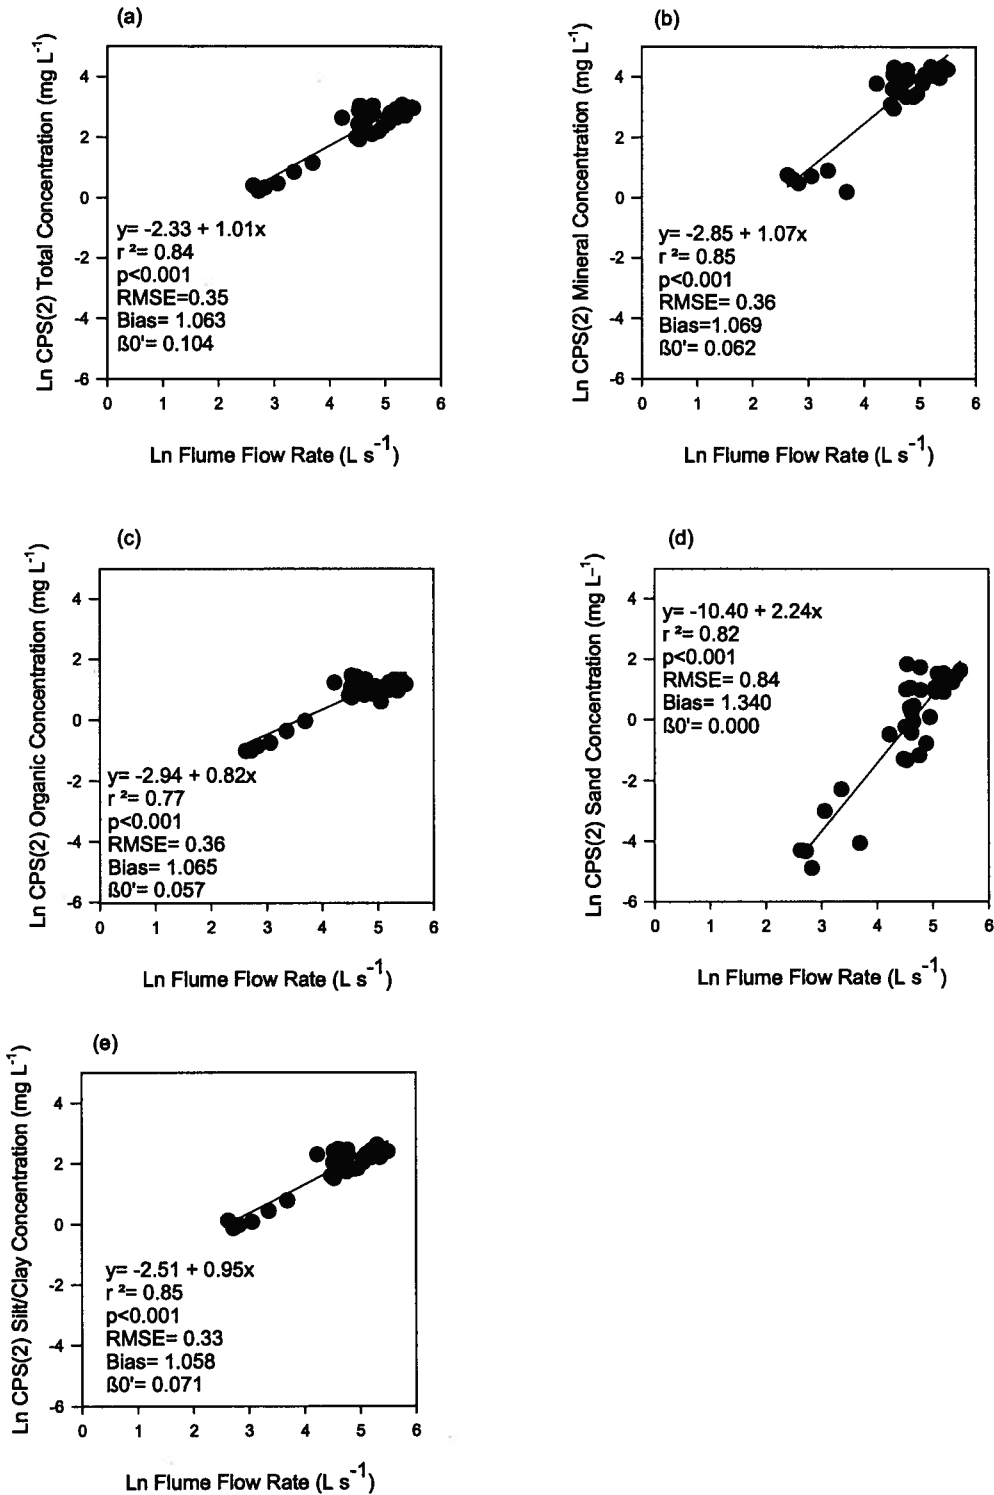 (a)
Ln CPS(2) Total Concentration (mg L⁻¹)
4
2
0
-2
-4
-6
y= -2.33 + 1.01x
r ²= 0.84
p<0.001
RMSE=0.35
Bias= 1.063
ß0'= 0.104
0 1 2 3 4 5 6
Ln Flume Flow Rate (L s⁻¹)
(b)
Ln CPS(2) Mineral Concentration (mg L⁻¹)
4
2
0
-2
-4
-6
y= -2.85 + 1.07x
r ²= 0.85
p<0.001
RMSE= 0.36
Bias=1.069
ß0'= 0.062
0 1 2 3 4 5 6
Ln Flume Flow Rate (L s⁻¹)
(c)
Ln CPS(2) Organic Concentration (mg L⁻¹)
4
2
0
-2
-4
-6
y= -2.94 + 0.82x
r ²= 0.77
p<0.001
RMSE= 0.36
Bias= 1.065
ß0'= 0.057
0 1 2 3 4 5 6
Ln Flume Flow Rate (L s⁻¹)
(d)
Ln CPS(2) Sand Concentration (mg L⁻¹)
4
2
0
-2
-4
-6
y= -10.40 + 2.24x
r ²= 0.82
p<0.001
RMSE= 0.84
Bias= 1.340
ß0'= 0.000
0 1 2 3 4 5 6
Ln Flume Flow Rate (L s⁻¹)
(e)
Ln CPS(2) Silt/Clay Concentration (mg L⁻¹)
4
2
0
-2
-4
-6
y= -2.51 + 0.95x
r ²= 0.85
p<0.001
RMSE= 0.33
Bias= 1.058
ß0'= 0.071
0 1 2 3 4 5 6
Ln Flume Flow Rate (L s⁻¹)